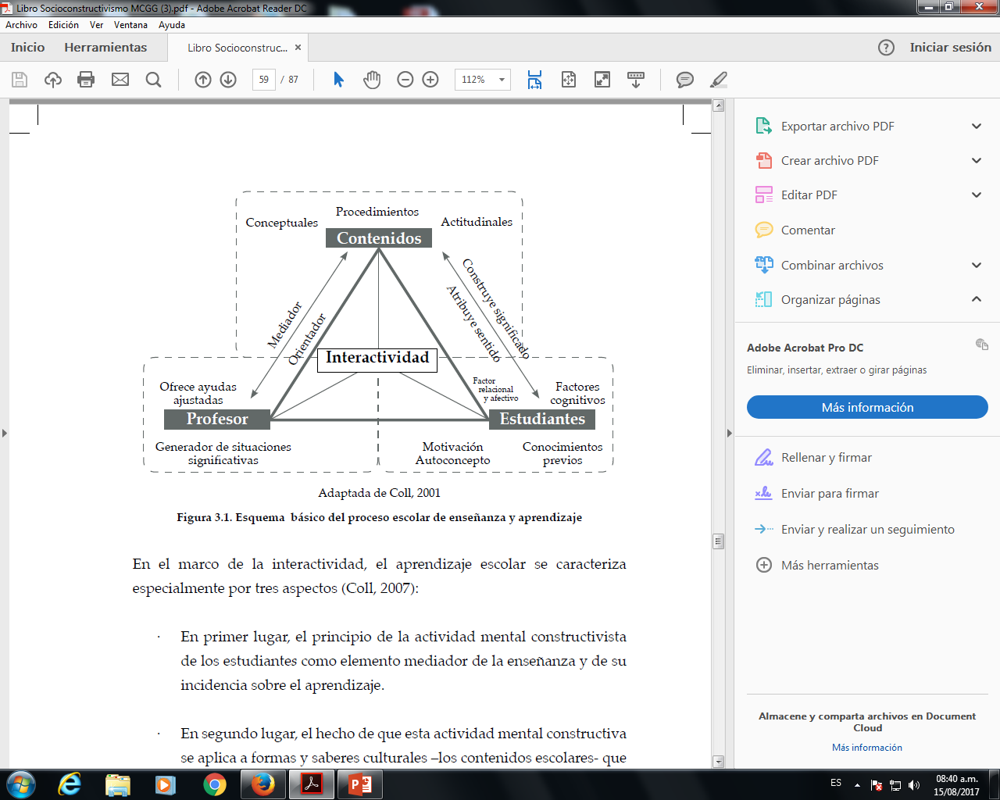 Libro Socioconstructivismo MCGG (3).pdf - Adobe Acrobat Reader DC
Archivo Edición Ver Ventana Ayuda
Inicio Herramientas Libro Socioconstruc... × Iniciar sesión
59 / 87 112%
Procedimientos
Conceptuales Actitudinales
Contenidos
Mediador
Orientador
Construye significado
Atribuye sentido
Interactividad
Ofrece ayudas
ajustadas
Factor
relacional
y afectivo
Factores
cognitivos
Profesor
Estudiantes
Generador de situaciones
significativas
Motivación
Autoconcepto
Conocimientos
previos
Adaptada de Coll, 2001
Figura 3.1. Esquema básico del proceso escolar de enseñanza y aprendizaje
En el marco de la interactividad, el aprendizaje escolar se caracteriza
especialmente por tres aspectos (Coll, 2007):
· En primer lugar, el principio de la actividad mental constructivista
de los estudiantes como elemento mediador de la enseñanza y de su
incidencia sobre el aprendizaje.
· En segundo lugar, el hecho de que esta actividad mental constructiva
se aplica a formas y saberes culturales –los contenidos escolares- que
Exportar archivo PDF
Crear archivo PDF
Editar PDF
Comentar
Combinar archivos
Organizar páginas
Adobe Acrobat Pro DC
Eliminar, insertar, extraer o girar páginas
Más información
Rellenar y firmar
Enviar para firmar
Enviar y realizar un seguimiento
Más herramientas
Almacene y comparta archivos en Document
Cloud
Más información
ES
08:40 a.m.
15/08/2017